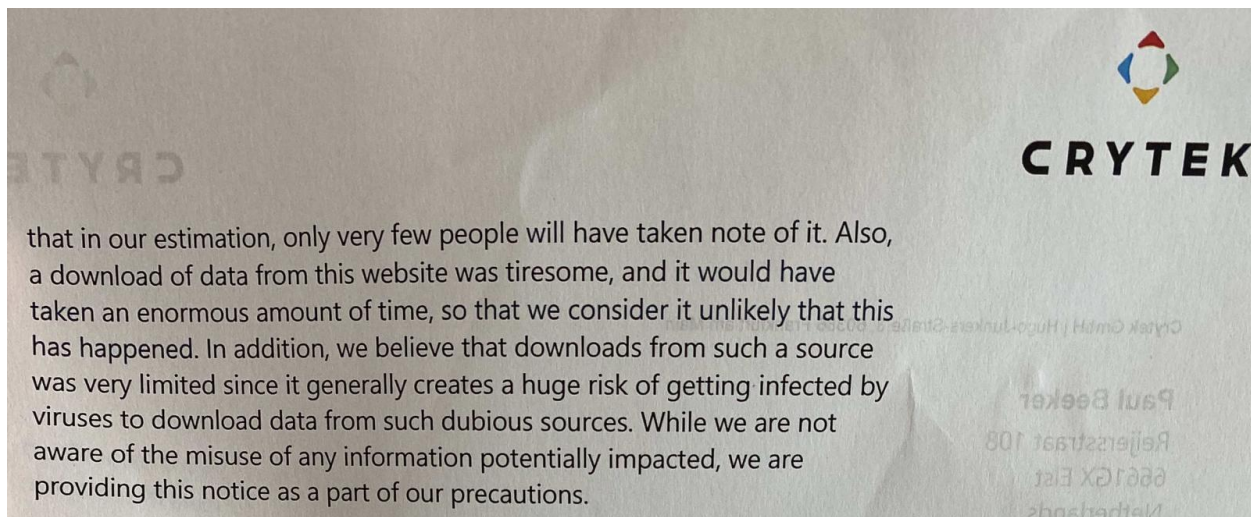 CRYTEK
that in our estimation, only very few people will have taken note of it. Also,
a download of data from this website was tiresome, and it would have
taken an enormous amount of time, so that we consider it unlikely that this
has happened. In addition, we believe that downloads from such a source
was very limited since it generally creates a huge risk of getting infected by
viruses to download data from such dubious sources. While we are not
aware of the misuse of any information potentially impacted, we are
providing this notice as a part of our precautions.